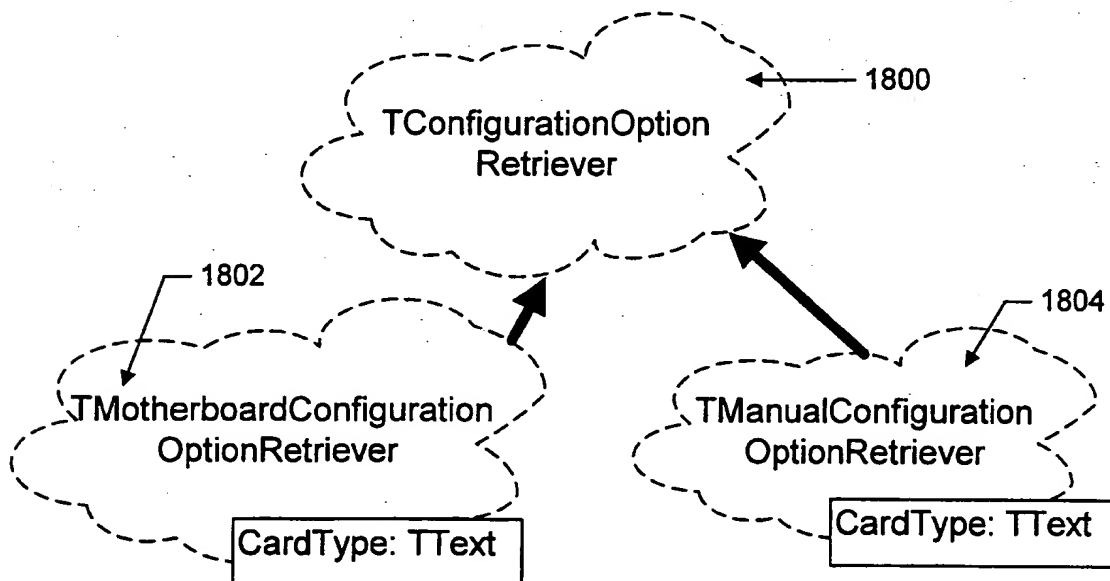 1800
TConfigurationOption
Retriever
1802
1804
TMotherboardConfiguration
OptionRetriever
TManualConfiguration
OptionRetriever
CardType: TText
CardType: TText